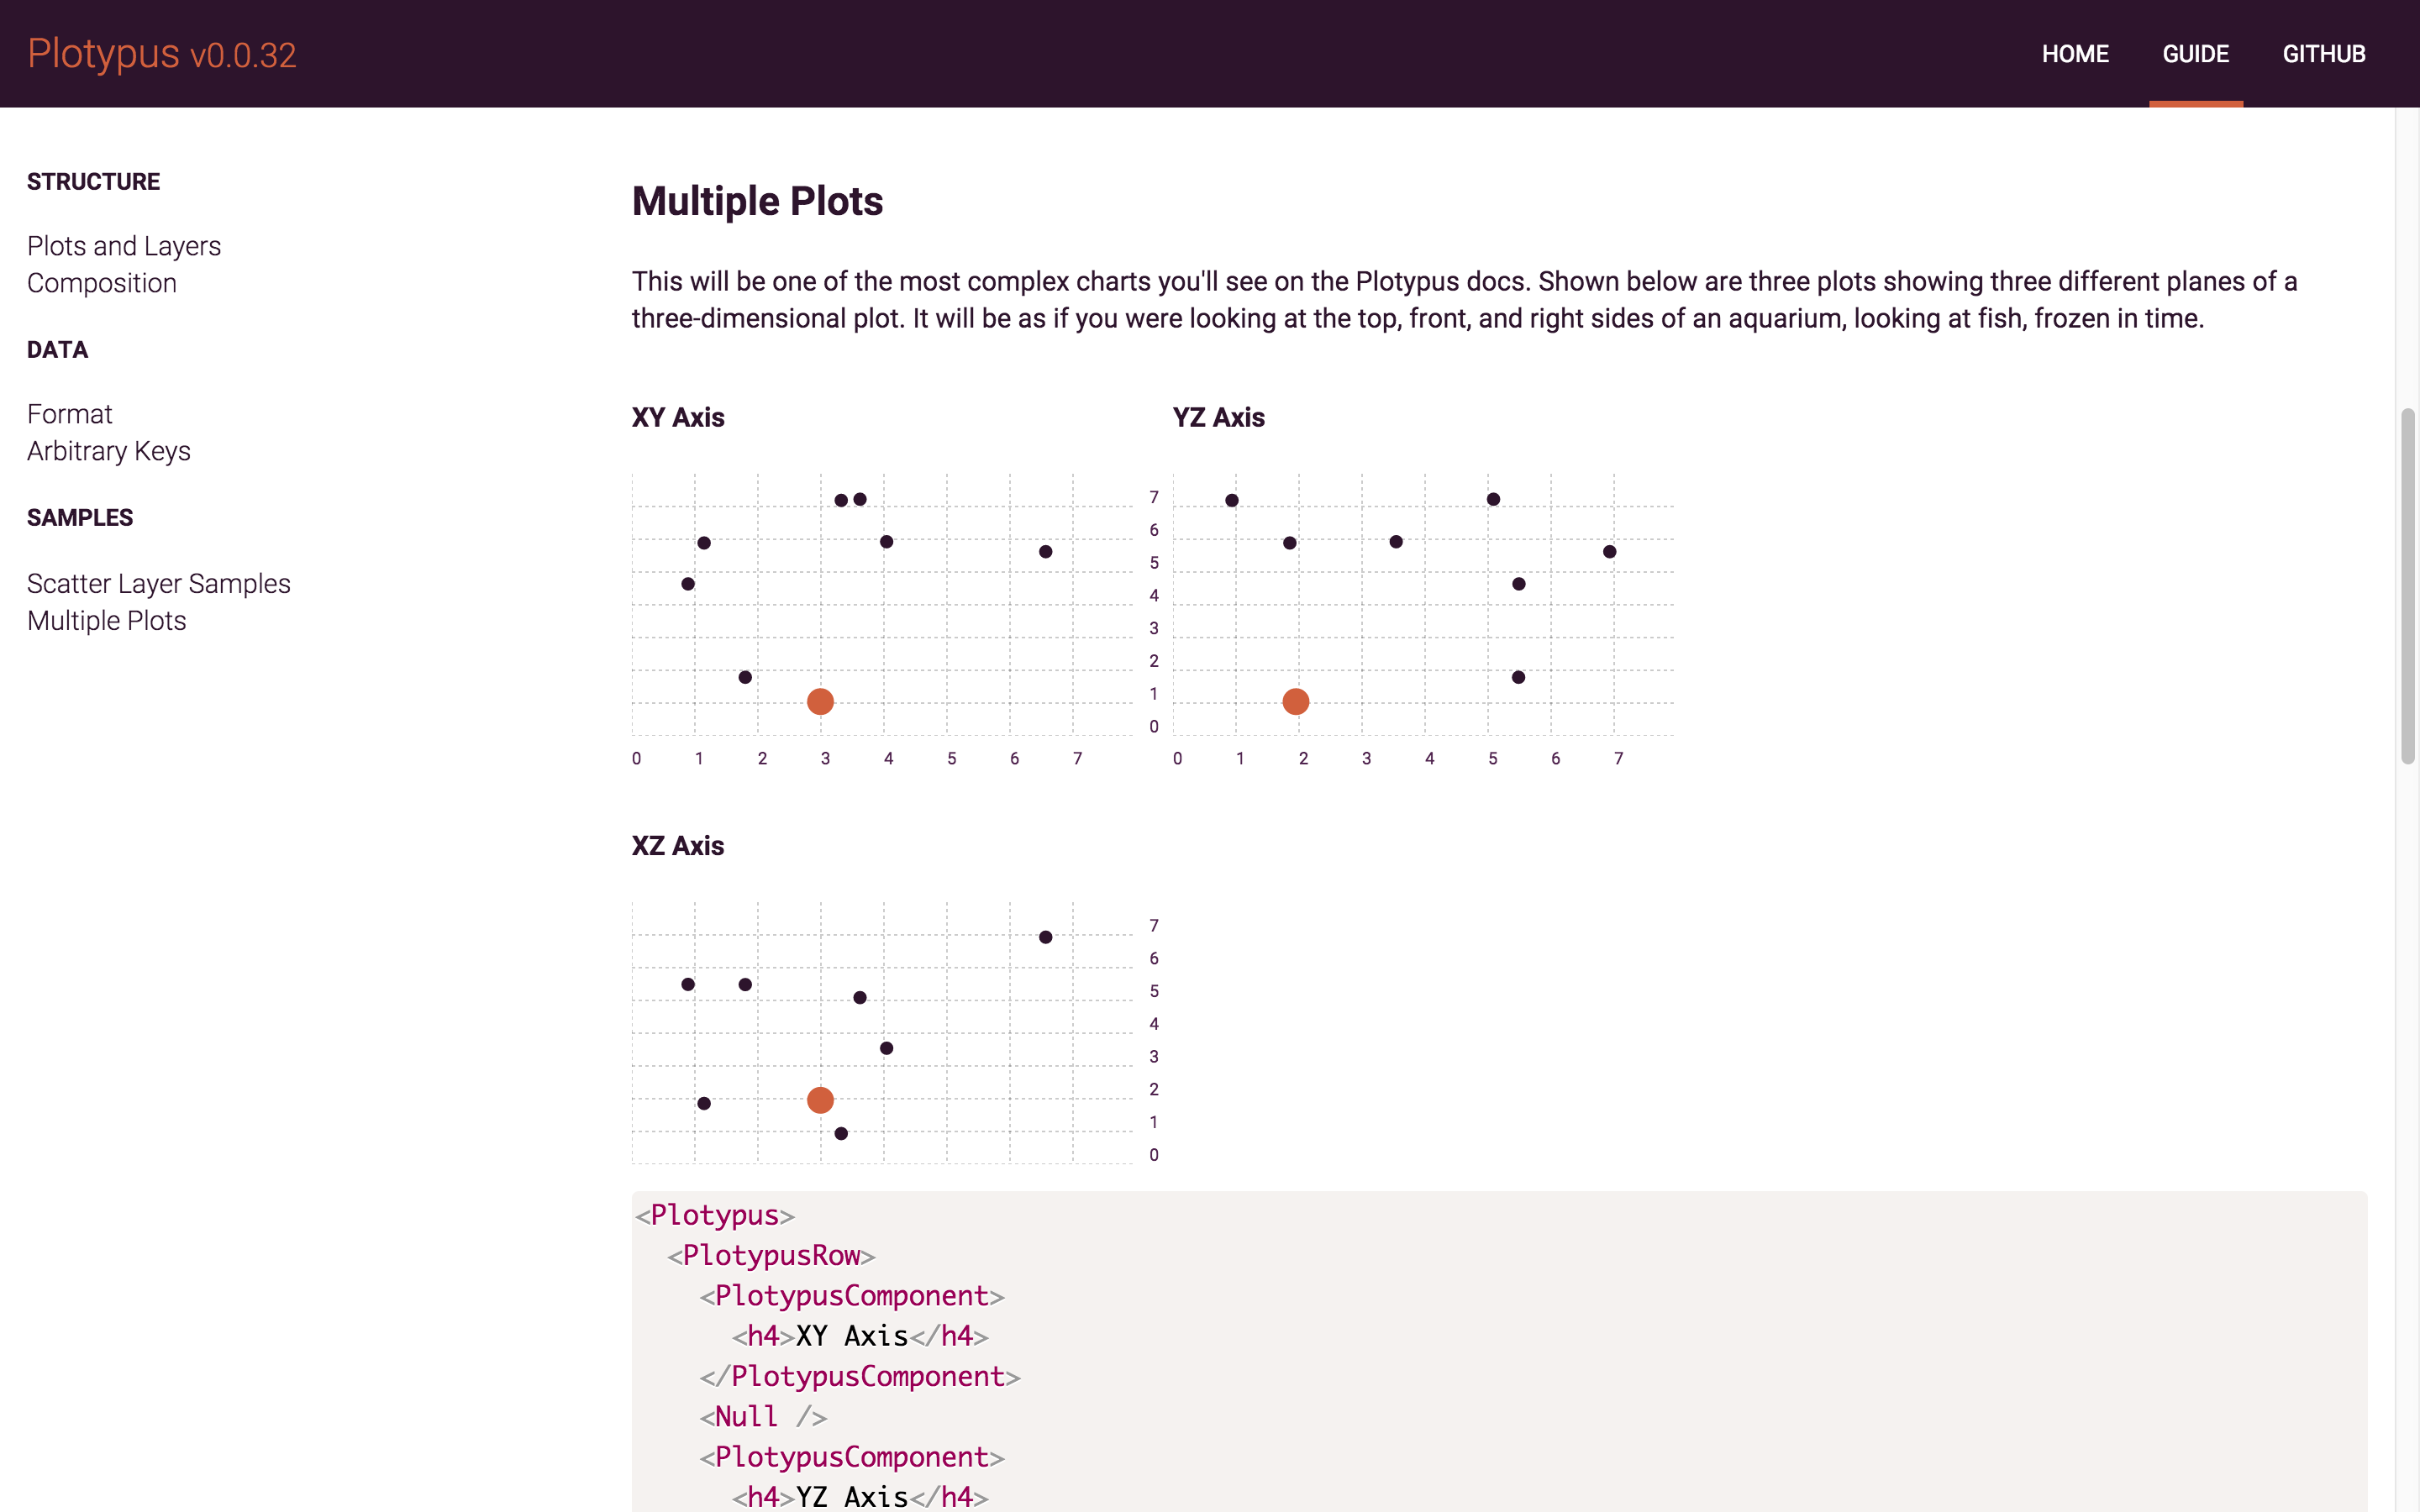 Plotypus v0.0.32
HOME GUIDE GITHUB
STRUCTURE
Plots and Layers
Composition
DATA
Format
Arbitrary Keys
SAMPLES
Scatter Layer Samples
Multiple Plots
Multiple Plots
This will be one of the most complex charts you'll see on the Plotypus docs. Shown below are three plots showing three different planes of a
three-dimensional plot. It will be as if you were looking at the top, front, and right sides of an aquarium, looking at fish, frozen in time.
XY Axis
7
6
5
4
3
2
1
0
0 1 2 3 4 5 6 7
YZ Axis
0 1 2 3 4 5 6 7
XZ Axis
7
6
5
4
3
2
1
0
<Plotypus>
  <PlotypusRow>
    <PlotypusComponent>
      <h4>XY Axis</h4>
    </PlotypusComponent>
    <Null />
    <PlotypusComponent>
      <h4>YZ Axis</h4>